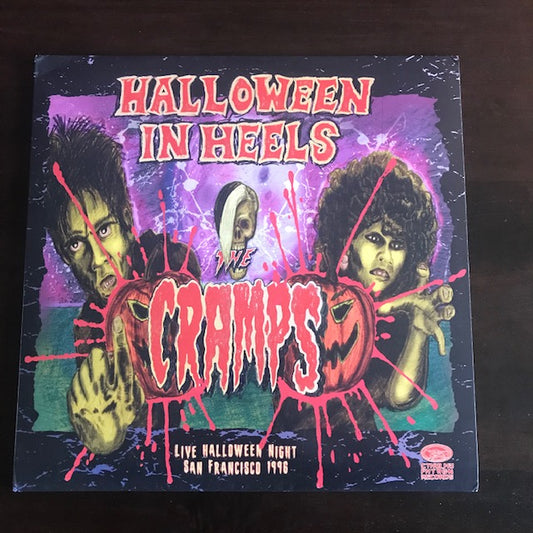 HALLOWEEN
IN HEELS
THE
CRAMPS
LIVE HALLOWEEN NIGHT
SAN FRANCISCO 1996